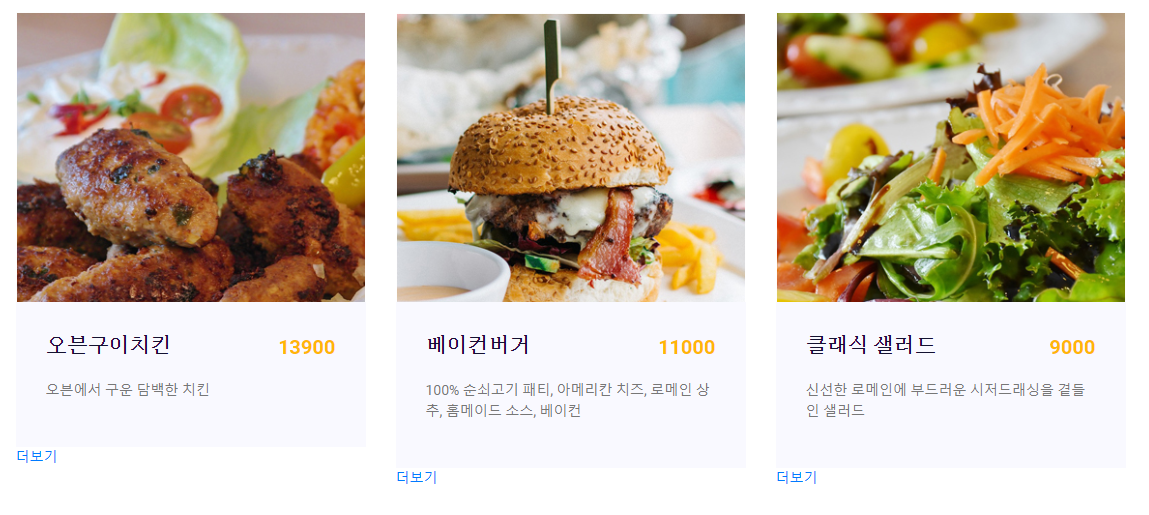 오븐구이치킨 13900
오븐에서 구운 담백한 치킨
더보기
베이컨버거 11000
100% 순쇠고기 패티, 아메리칸 치즈, 로메인 상
추, 홈메이드 소스, 베이컨
더보기
클래식 샐러드 9000
신선한 로메인에 부드러운 시저드래싱을 곁들
인 샐러드
더보기